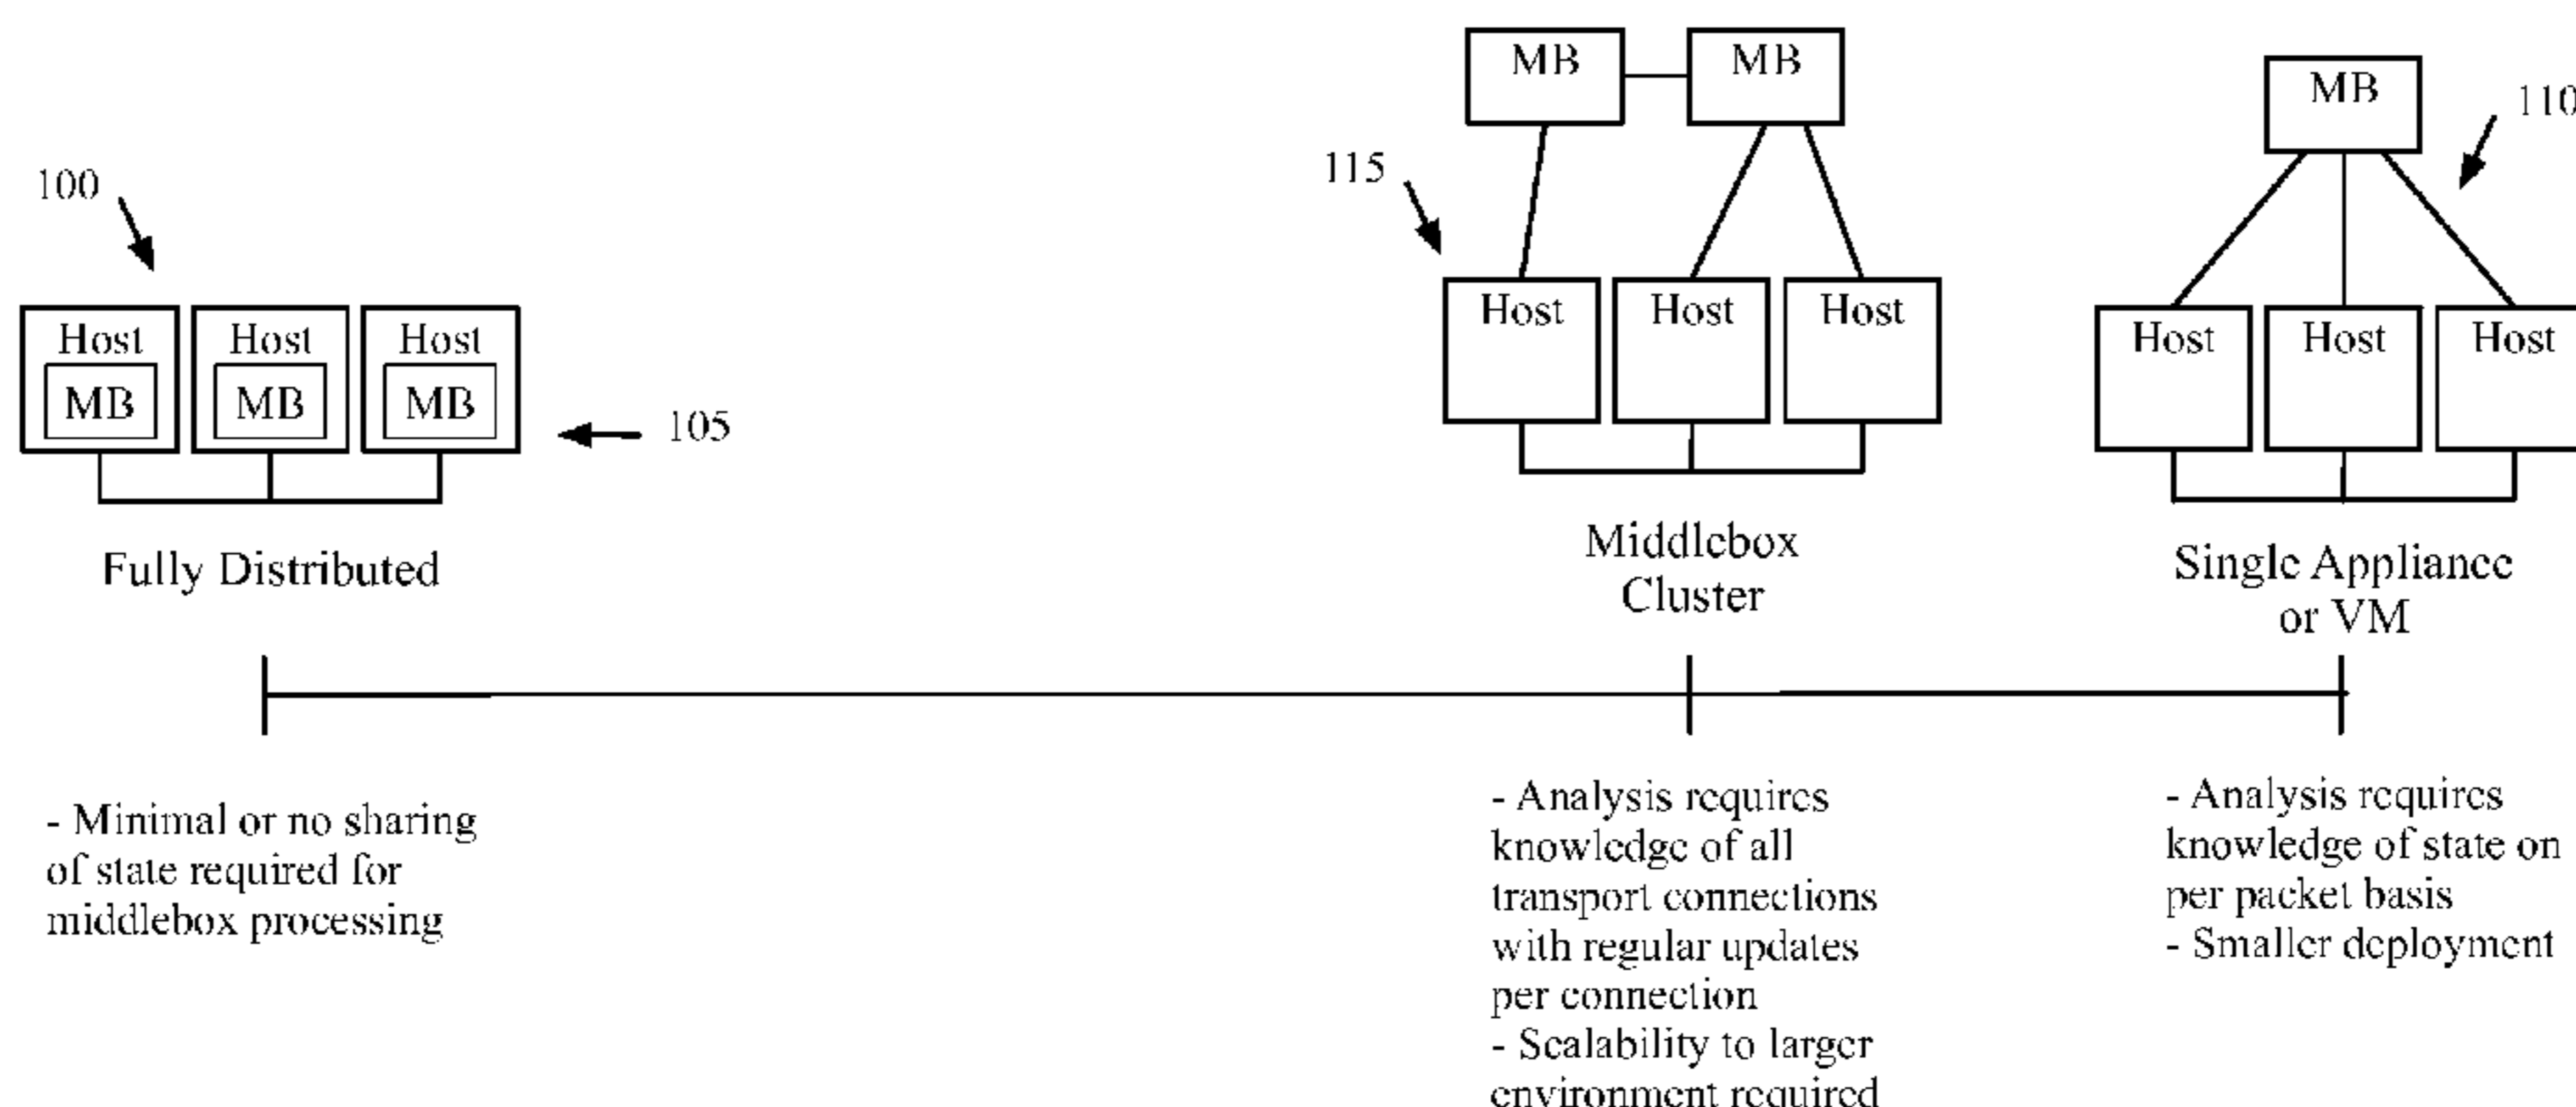 MB MB
MB
110
115
100
Host Host Host
Host Host Host
Host Host Host
MB MB MB
105
Middlebox
Cluster
Single Appliance
or VM
Fully Distributed
- Minimal or no sharing
of state required for
middlebox processing
- Analysis requires
knowledge of all
transport connections
with regular updates
per connection
- Scalability to larger
environment required
- Analysis requires
knowledge of state on
per packet basis
- Smaller deployment